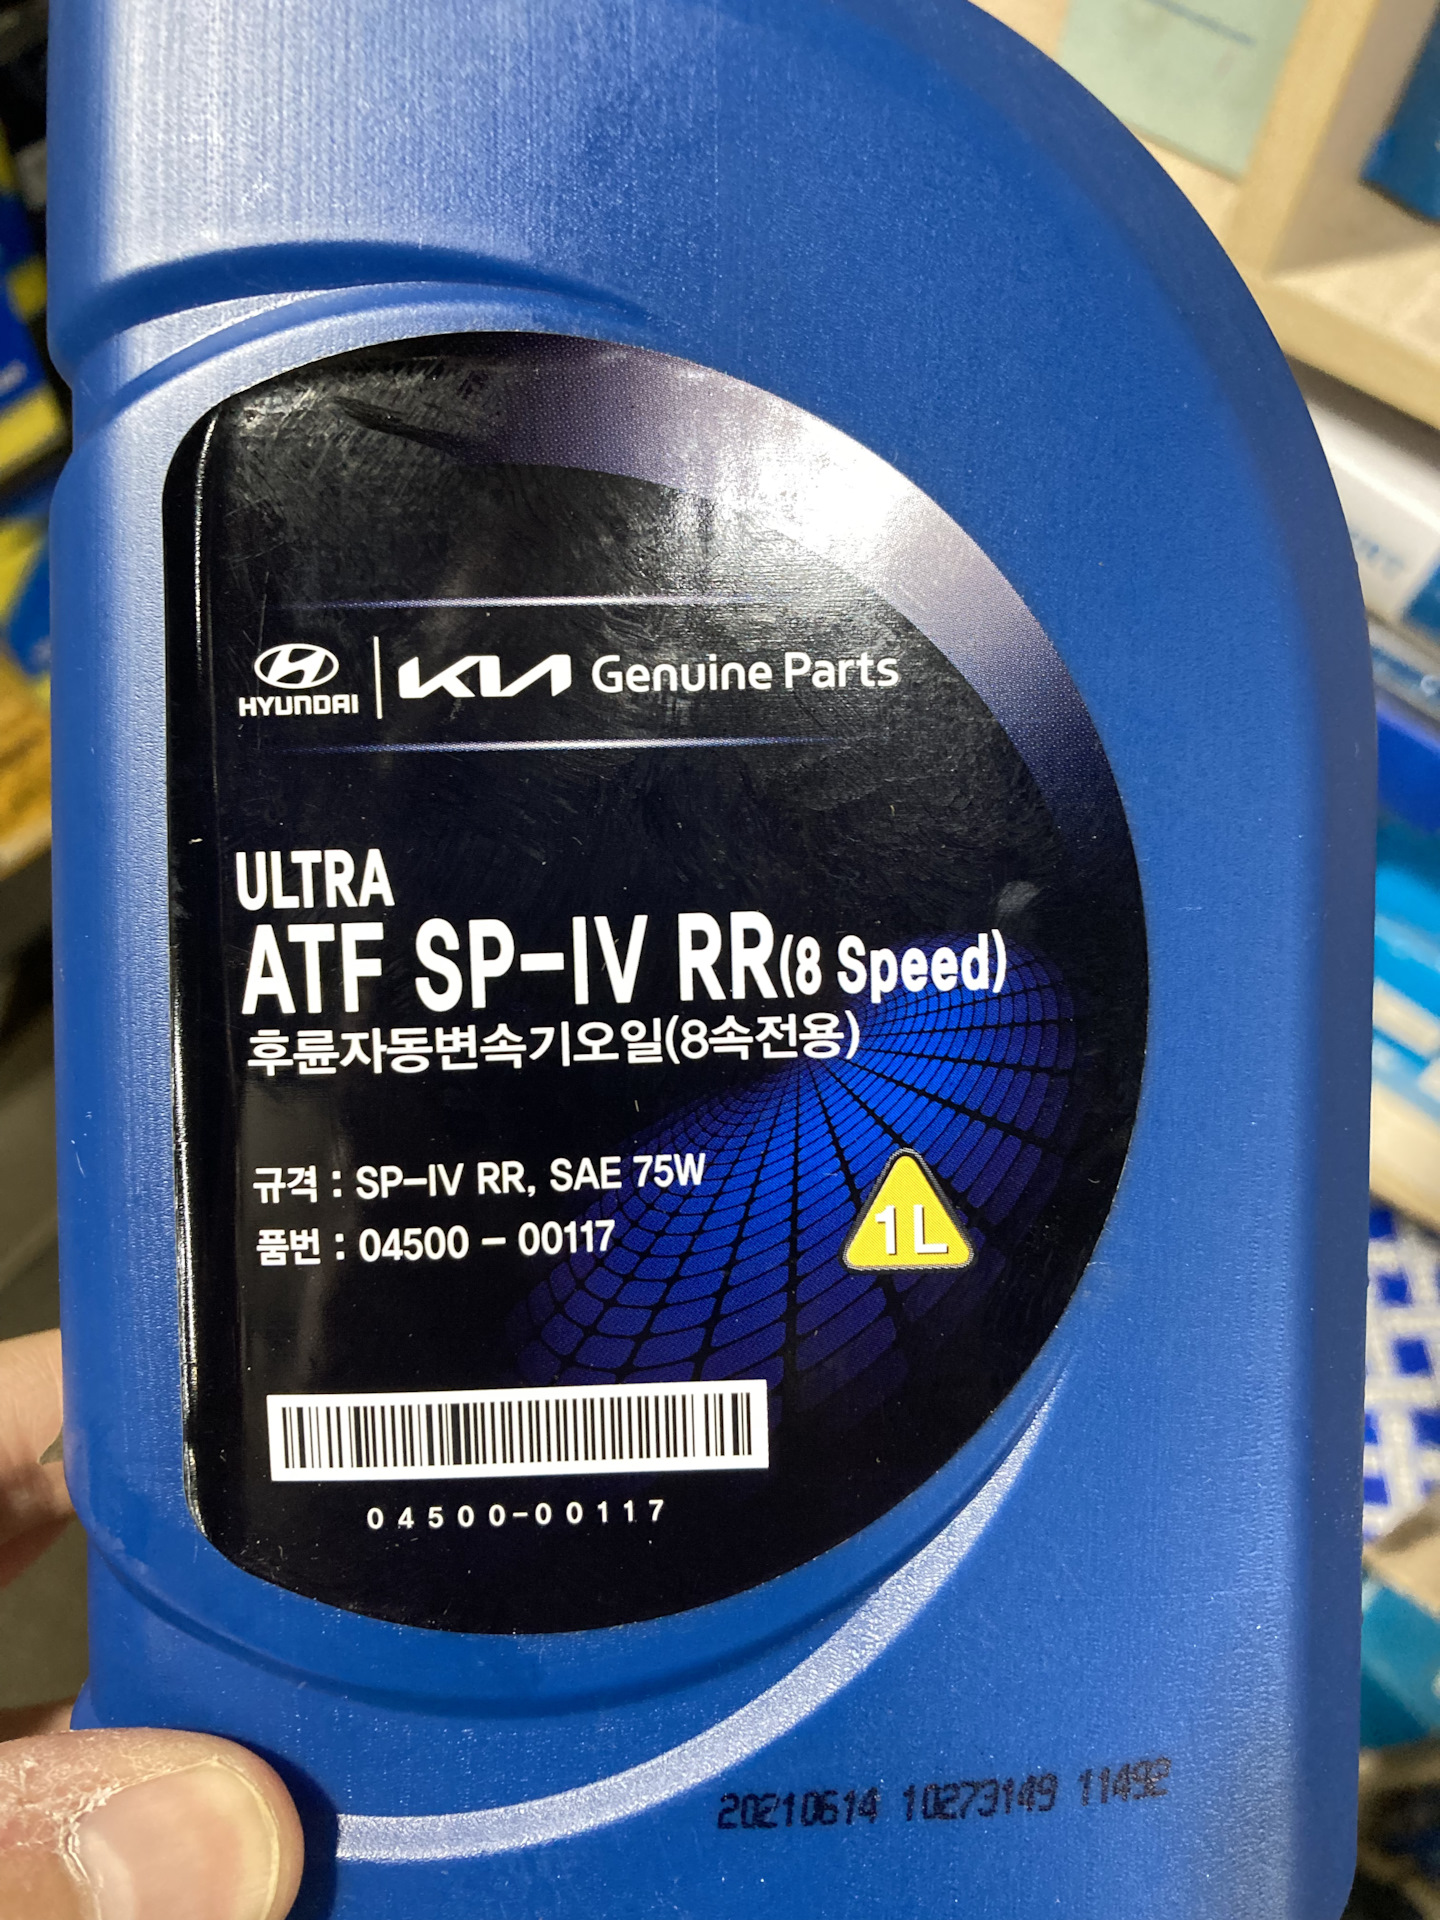 HYUNDAI KIA Genuine Parts
ULTRA
ATF SP-IV RR(8 Speed)
후륜자동변속기오일(8속전용)
규격 : SP-IV RR, SAE 75W
품번 : 04500 - 00117
1L
04500-00117
20210614 10273149 11492